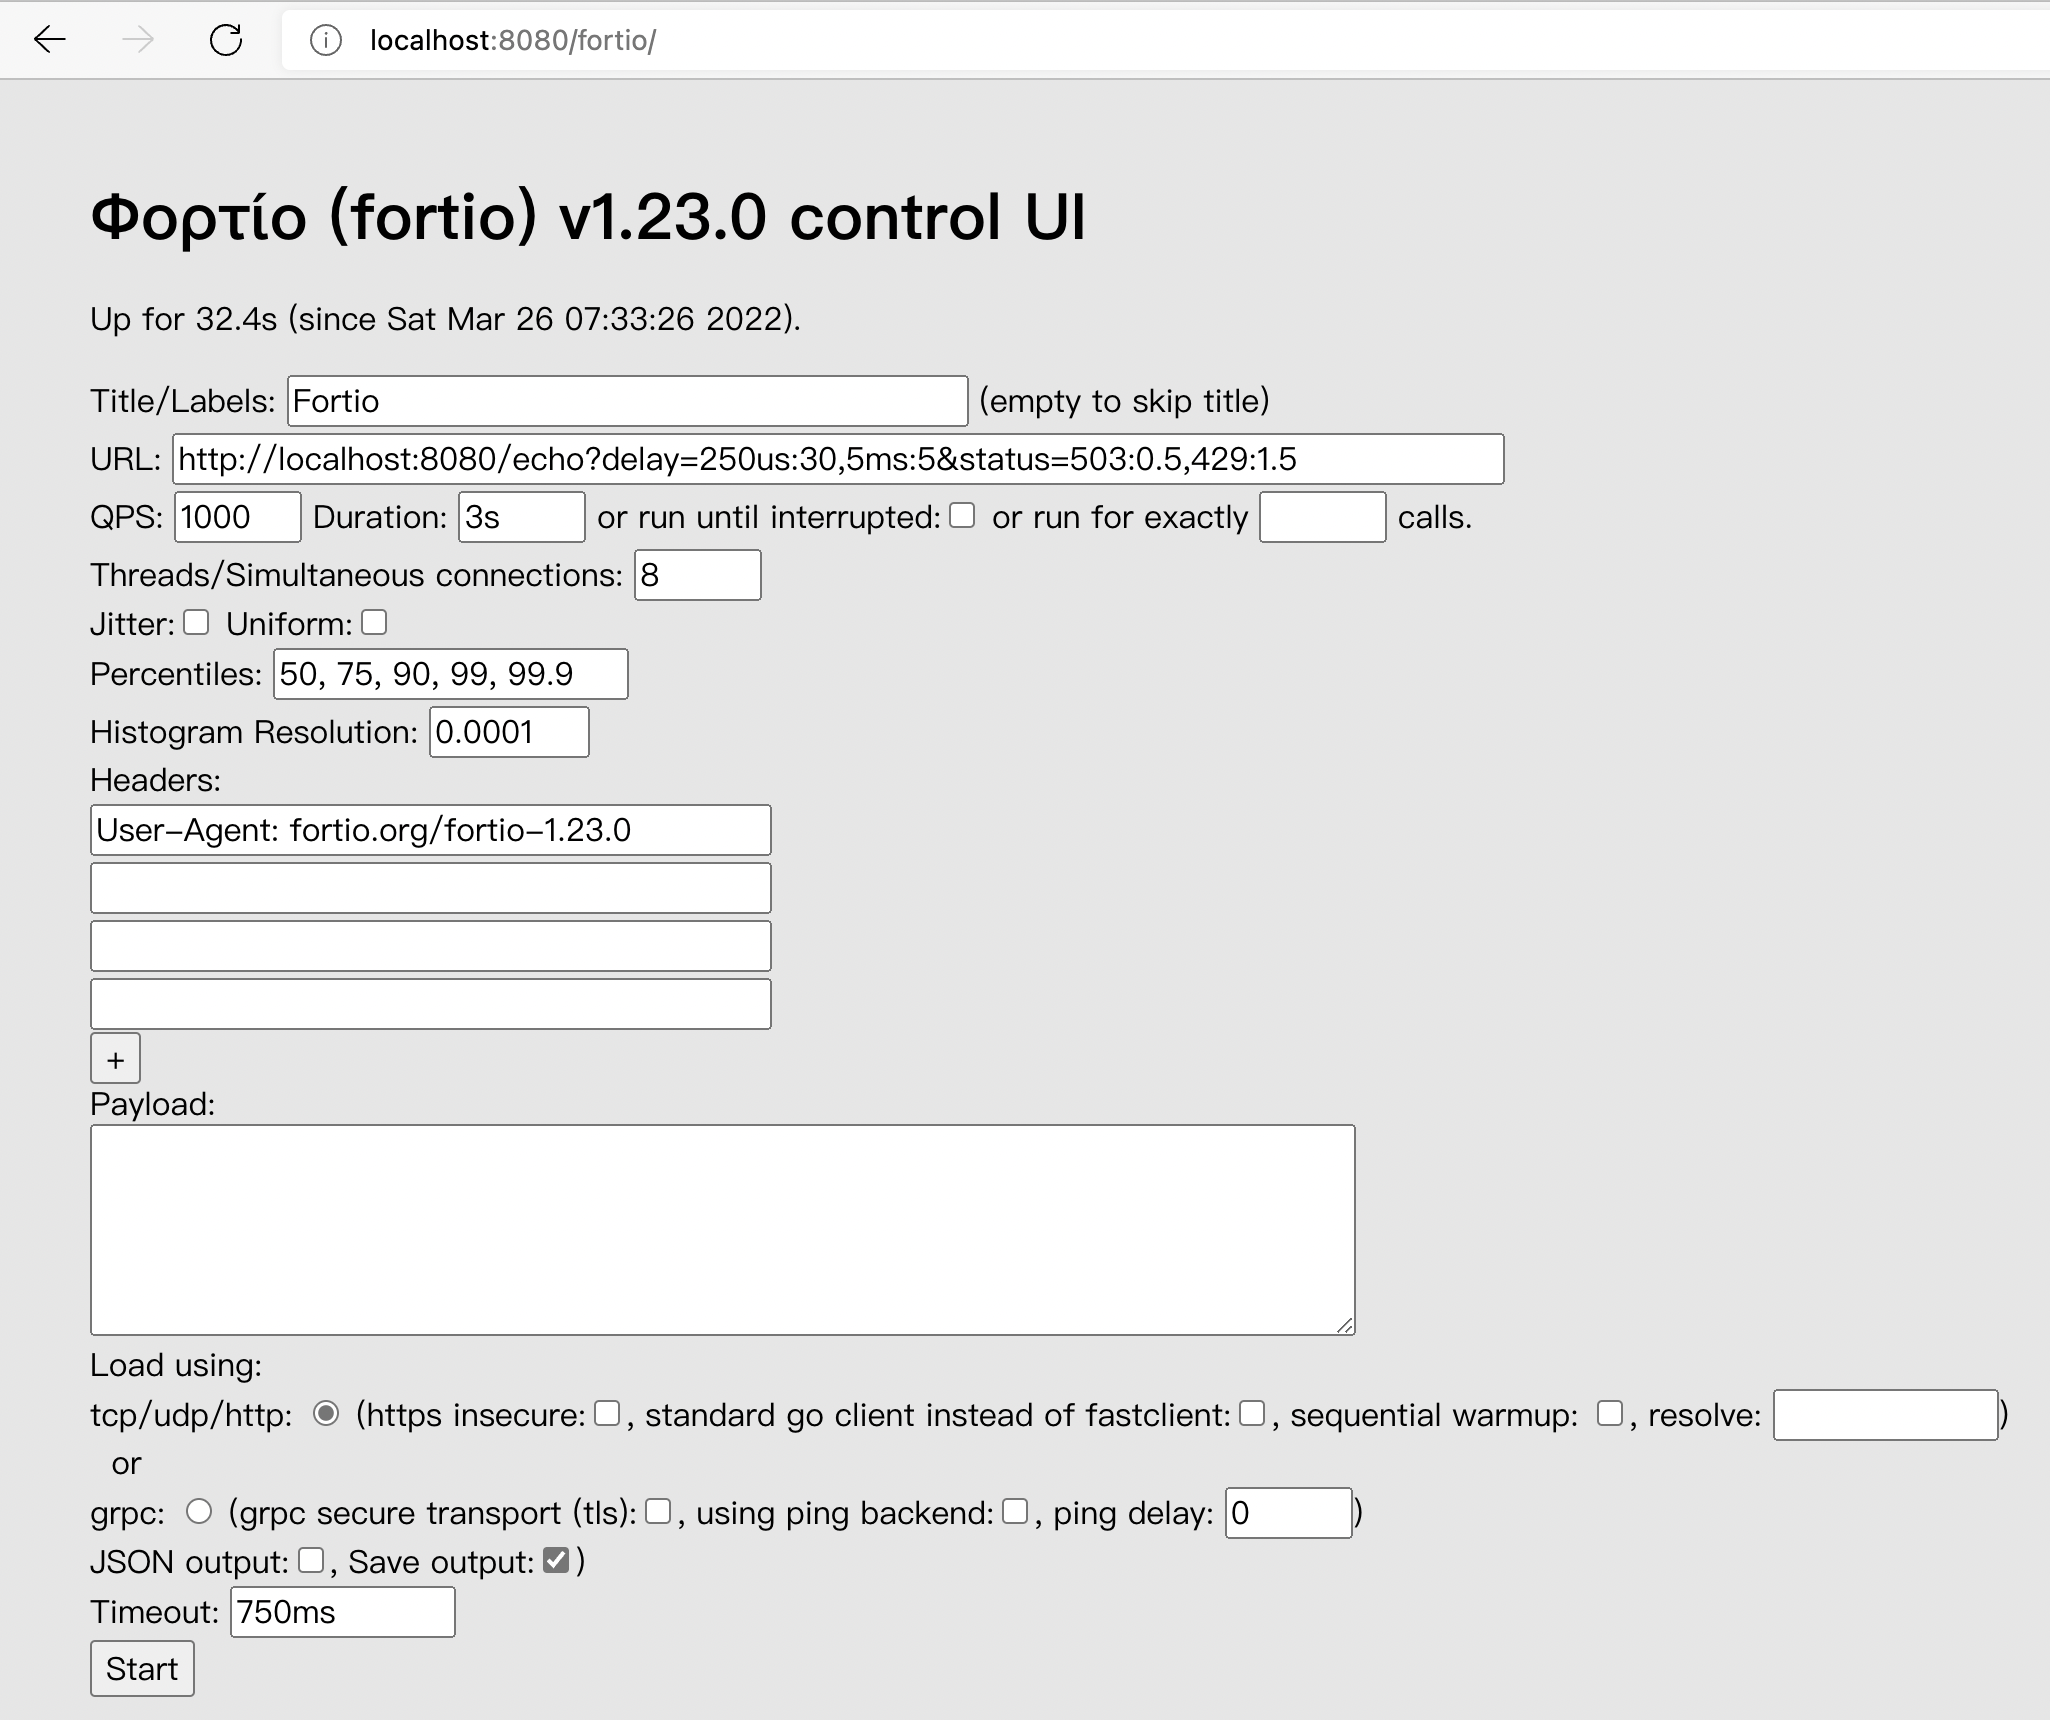 localhost:8080/fortio/
Φορτίο (fortio) v1.23.0 control UI
Up for 32.4s (since Sat Mar 26 07:33:26 2022).
Title/Labels: Fortio (empty to skip title)
URL: http://localhost:8080/echo?delay=250us:30,5ms:5&status=503:0.5,429:1.5
QPS: 1000 Duration: 3s or run until interrupted: or run for exactly calls.
Threads/Simultaneous connections: 8
Jitter: Uniform:
Percentiles: 50, 75, 90, 99, 99.9
Histogram Resolution: 0.0001
Headers:
User-Agent: fortio.org/fortio-1.23.0
+
Payload:
Load using:
tcp/udp/http: (https insecure: , standard go client instead of fastclient: , sequential warmup: , resolve: )
or
grpc: (grpc secure transport (tls): , using ping backend: , ping delay: 0)
JSON output: , Save output: )
Timeout: 750ms
Start